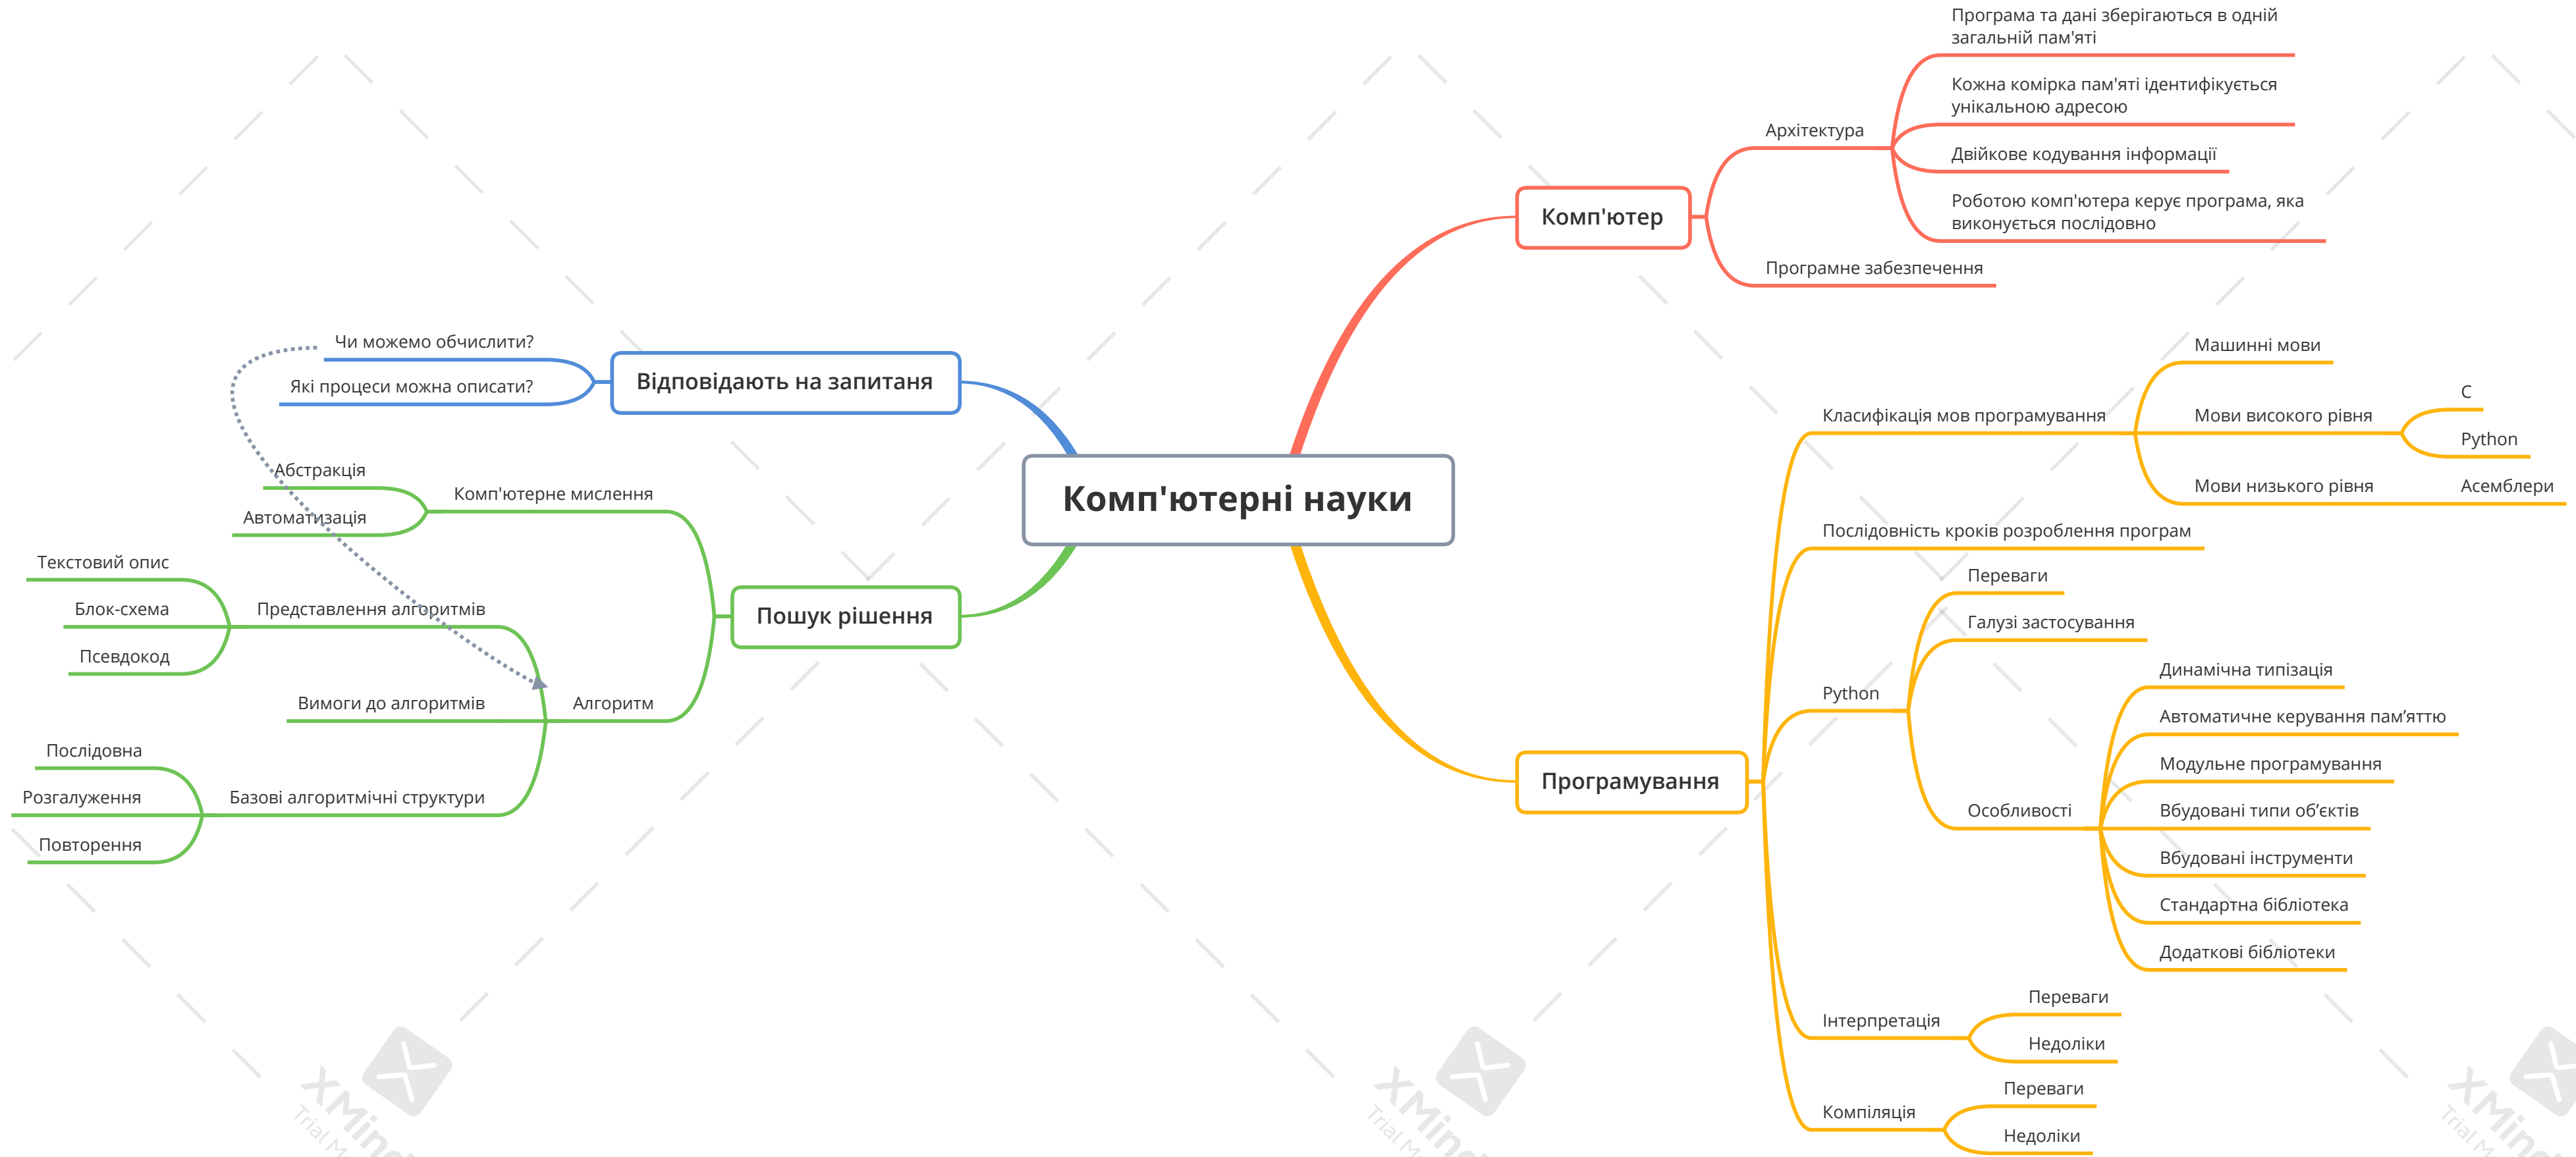 Комп'ютерні науки
Комп'ютер
Архітектура
Програма та дані зберігаються в одній
загальній пам'яті
Кожна комірка пам'яті ідентифікується
унікальною адресою
Двійкове кодування інформації
Роботою комп'ютера керує програма, яка
виконується послідовно
Програмне забезпечення
Програмування
Класифікація мов програмування
Машинні мови
Мови високого рівня
C
Python
Мови низького рівня
Асемблери
Послідовність кроків розроблення програм
Python
Переваги
Галузі застосування
Особливості
Динамічна типізація
Автоматичне керування пам’яттю
Модульне програмування
Вбудовані типи об’єктів
Вбудовані інструменти
Стандартна бібліотека
Додаткові бібліотеки
Інтерпретація
Переваги
Недоліки
Компіляція
Переваги
Недоліки
Відповідають на запитаня
Чи можемо обчислити?
Які процеси можна описати?
Пошук рішення
Комп'ютерне мислення
Абстракція
Автоматизація
Алгоритм
Представлення алгоритмів
Текстовий опис
Блок-схема
Псевдокод
Вимоги до алгоритмів
Базові алгоритмічні структури
Послідовна
Розгалуження
Повторення
XMind
Trial
XMind
Trial
XMind
Trial